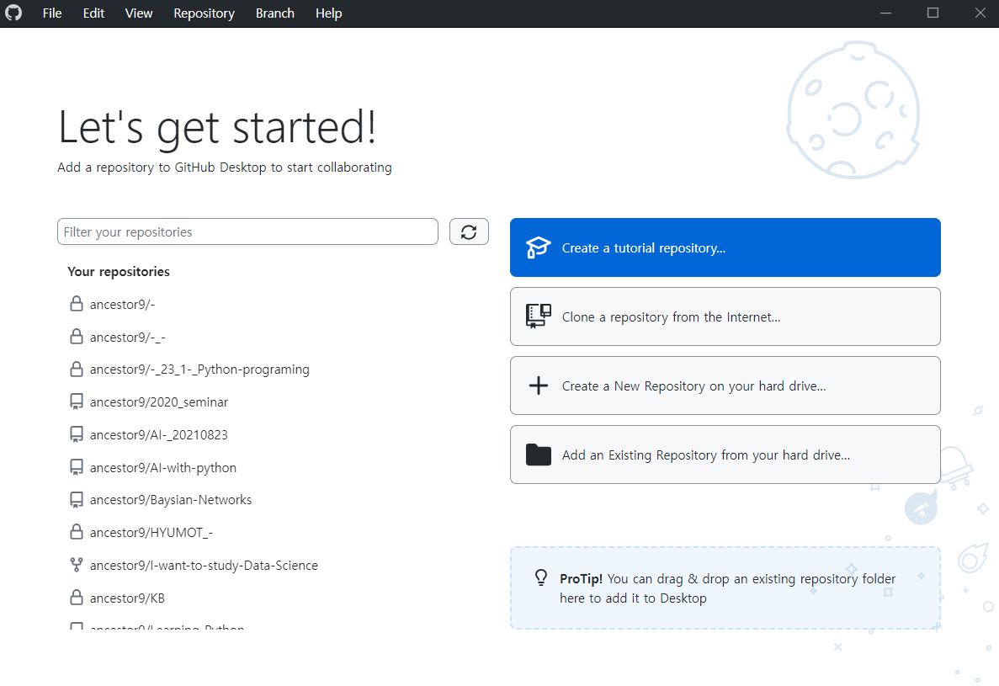 File Edit View Repository Branch Help
Let's get started!
Add a repository to GitHub Desktop to start collaborating
Filter your repositories
Your repositories
ancestor9/-
ancestor9/-_-
ancestor9/-_23_1-_Python-programing
ancestor9/2020_seminar
ancestor9/AI-_20210823
ancestor9/AI-with-python
ancestor9/Baysian-Networks
ancestor9/HYUMOT_-
ancestor9/I-want-to-study-Data-Science
ancestor9/KB
ancestor9/Learning-Python
Create a tutorial repository...
Clone a repository from the Internet...
Create a New Repository on your hard drive...
Add an Existing Repository from your hard drive...
ProTip! You can drag & drop an existing repository folder
here to add it to Desktop